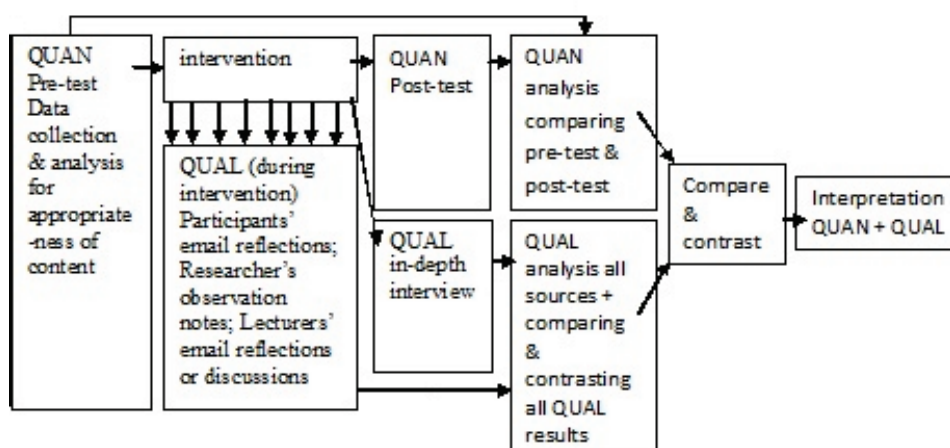 QUAN
Pre-test
Data
collection
& analysis
for
appropriate
-ness of
content
intervention
QUAL (during
intervention)
Participants’
email reflections;
Researcher’s
observation
notes; Lecturers’
email reflections
or discussions
QUAN
Post-test
QUAL
in-depth
interview
QUAN
analysis
comparing
pre-test &
post-test
QUAL
analysis all
sources +
comparing
&
contrasting
all QUAL
results
Compare
&
contrast
Interpretation
QUAN + QUAL